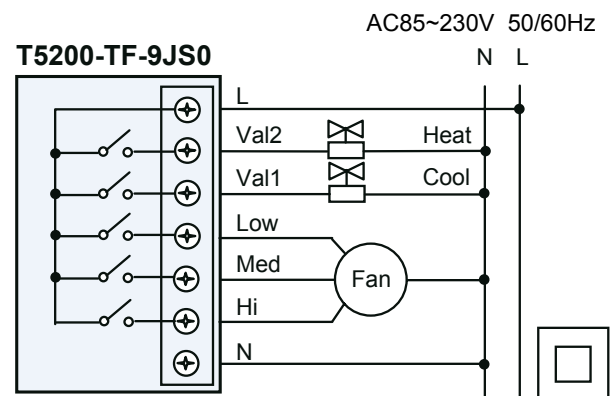 AC85~230V 50/60Hz
T5200-TF-9JS0
N L
L
Val2 Heat
Val1 Cool
Low
Med
Fan
Hi
N